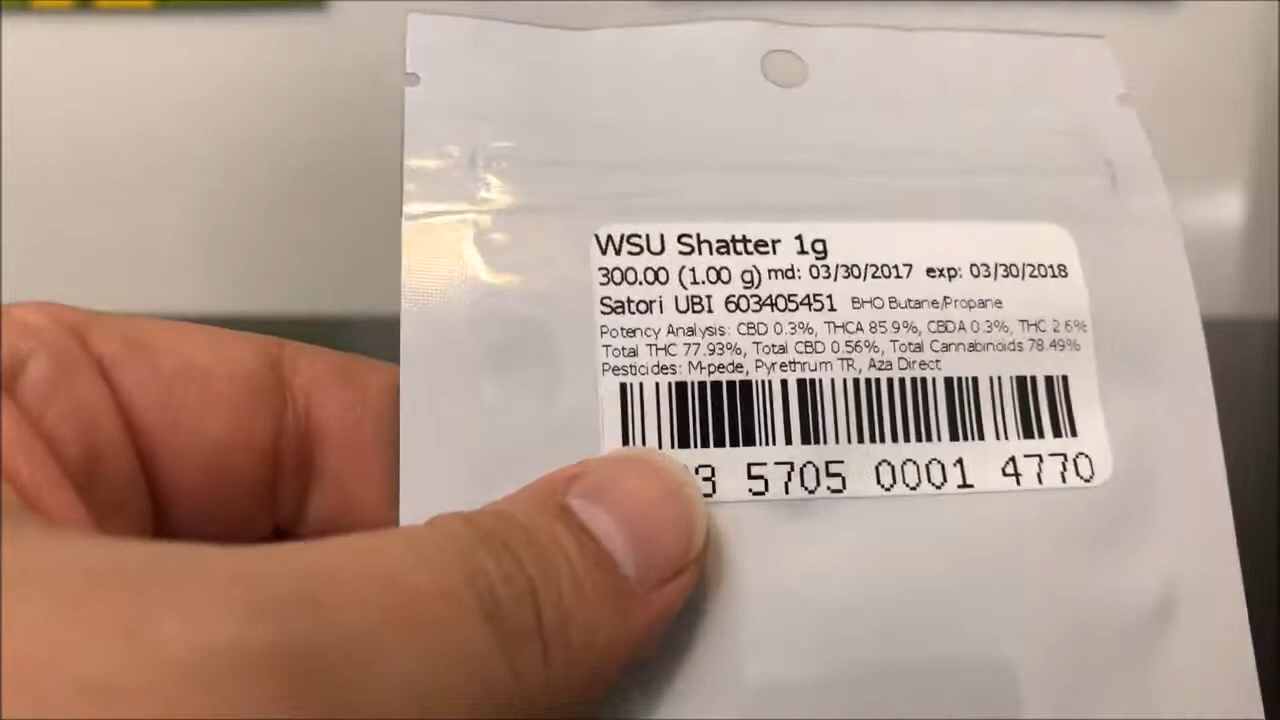 WSU Shatter 1g
300.00 (1.00 g) md: 03/30/2017 exp: 03/30/2018
Satori UBI 603405451 BHO Butane/Propane
Potency Analysis: CBD 0.3%, THCA 85.9%, CBDA 0.3%, THC 2.6%
Total THC 77.93%, Total CBD 0.56%, Total Cannabinoids 78.49%
Pesticides: M-pede, Pyrethrum TR, Aza Direct
3 5705 0001 4770